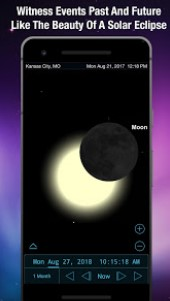 Witness Events Past And Future
Like The Beauty Of A Solar Eclipse
Kansas City, MO
Mon Aug 21, 2017 12:18 PM
Moon
Mon Aug 27, 2018 10:15:18 AM
1 Month
Now